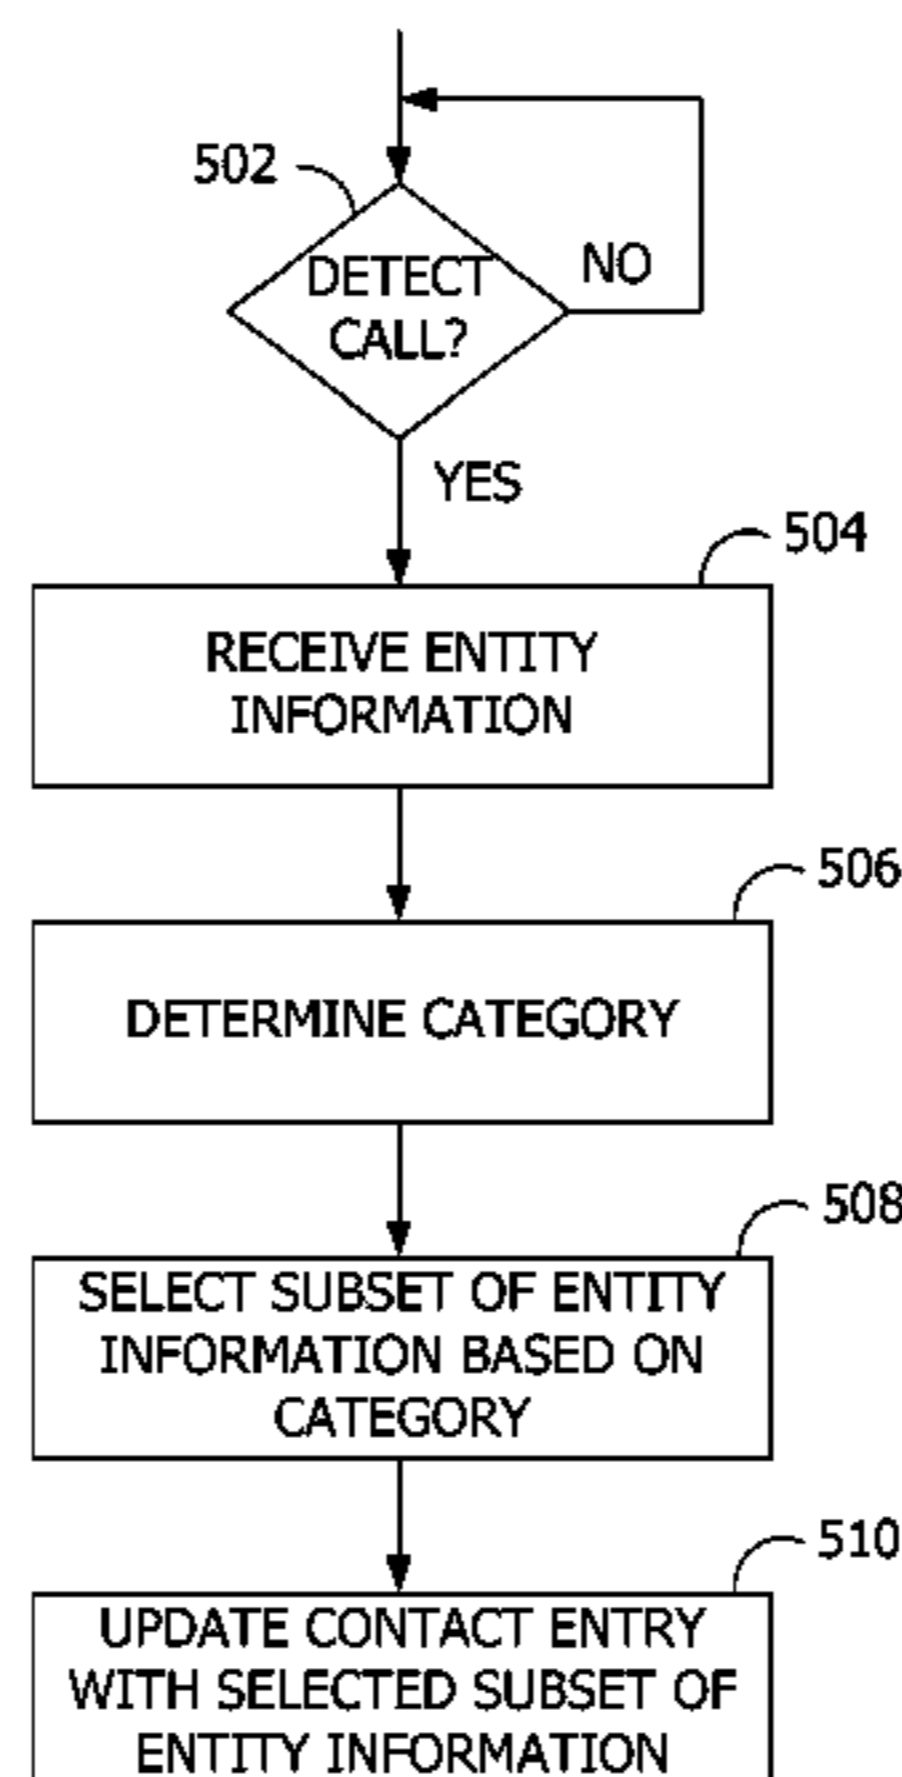 502
DETECT
CALL?
NO
YES
504
RECEIVE ENTITY
INFORMATION
506
DETERMINE CATEGORY
508
SELECT SUBSET OF ENTITY
INFORMATION BASED ON
CATEGORY
510
UPDATE CONTACT ENTRY
WITH SELECTED SUBSET OF
ENTITY INFORMATION